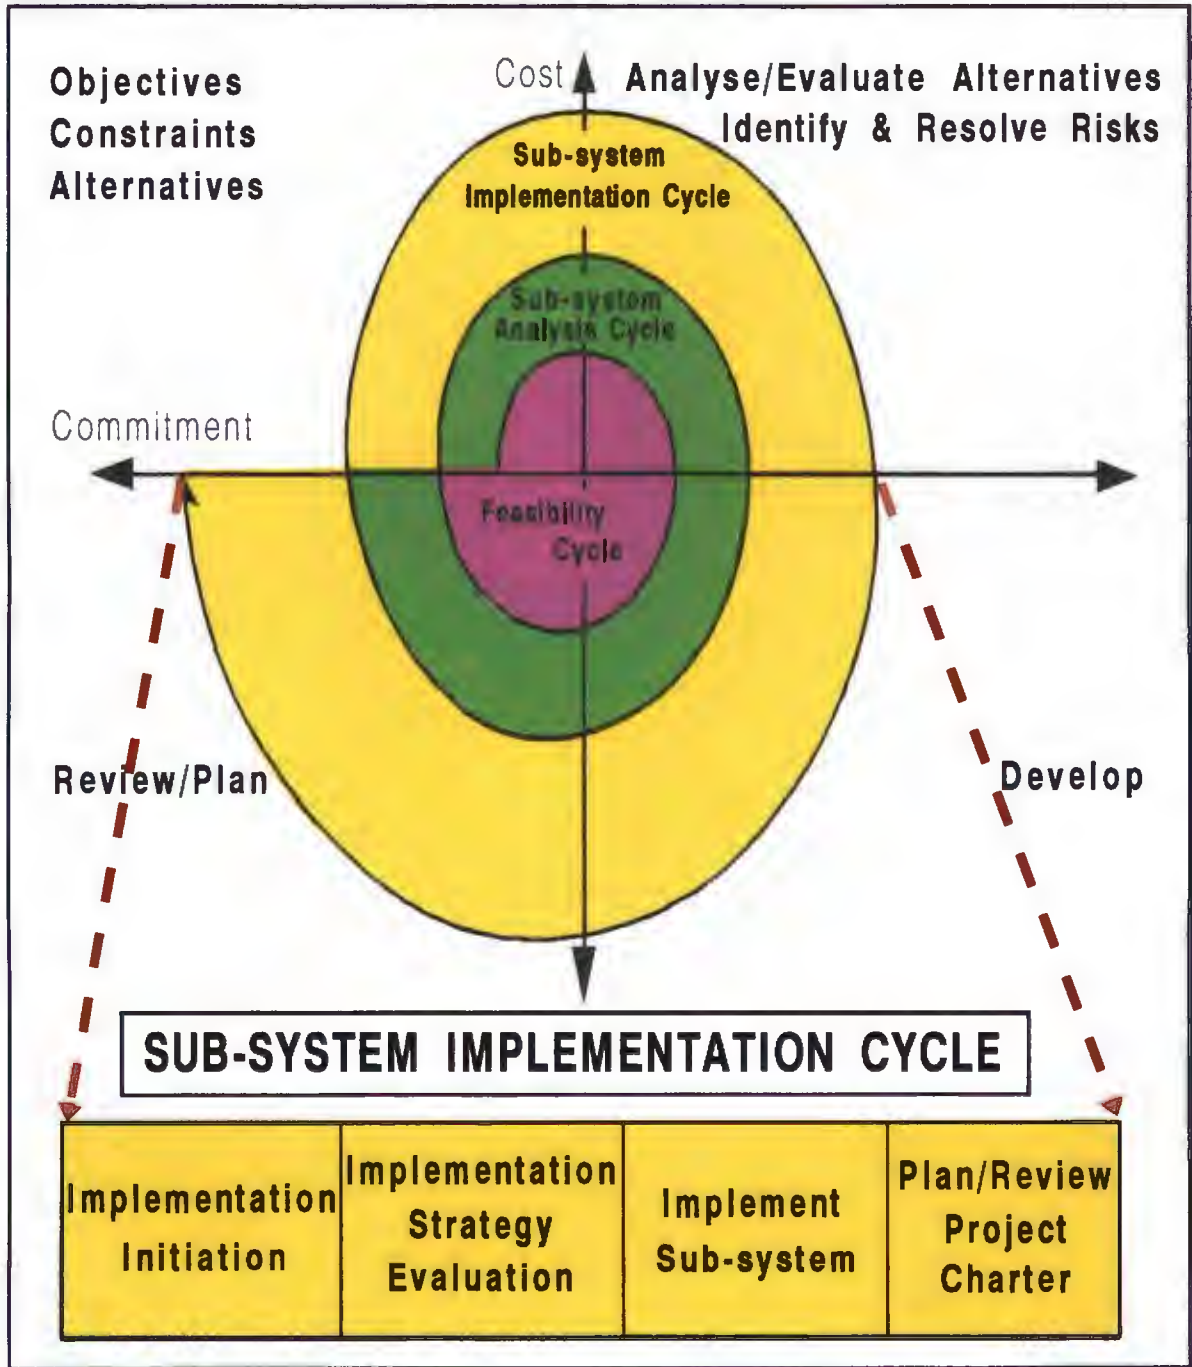 Objectives
Constraints
Alternatives
Cost
Analyse/Evaluate Alternatives
Identify & Resolve Risks
Sub-system
Implementation Cycle
Sub-system
Analysis Cycle
Commitment
Feasibility
Cycle
Review/Plan
Develop
SUB-SYSTEM IMPLEMENTATION CYCLE
Implementation
Initiation
Implementation
Strategy
Evaluation
Implement
Sub-system
Plan/Review
Project
Charter